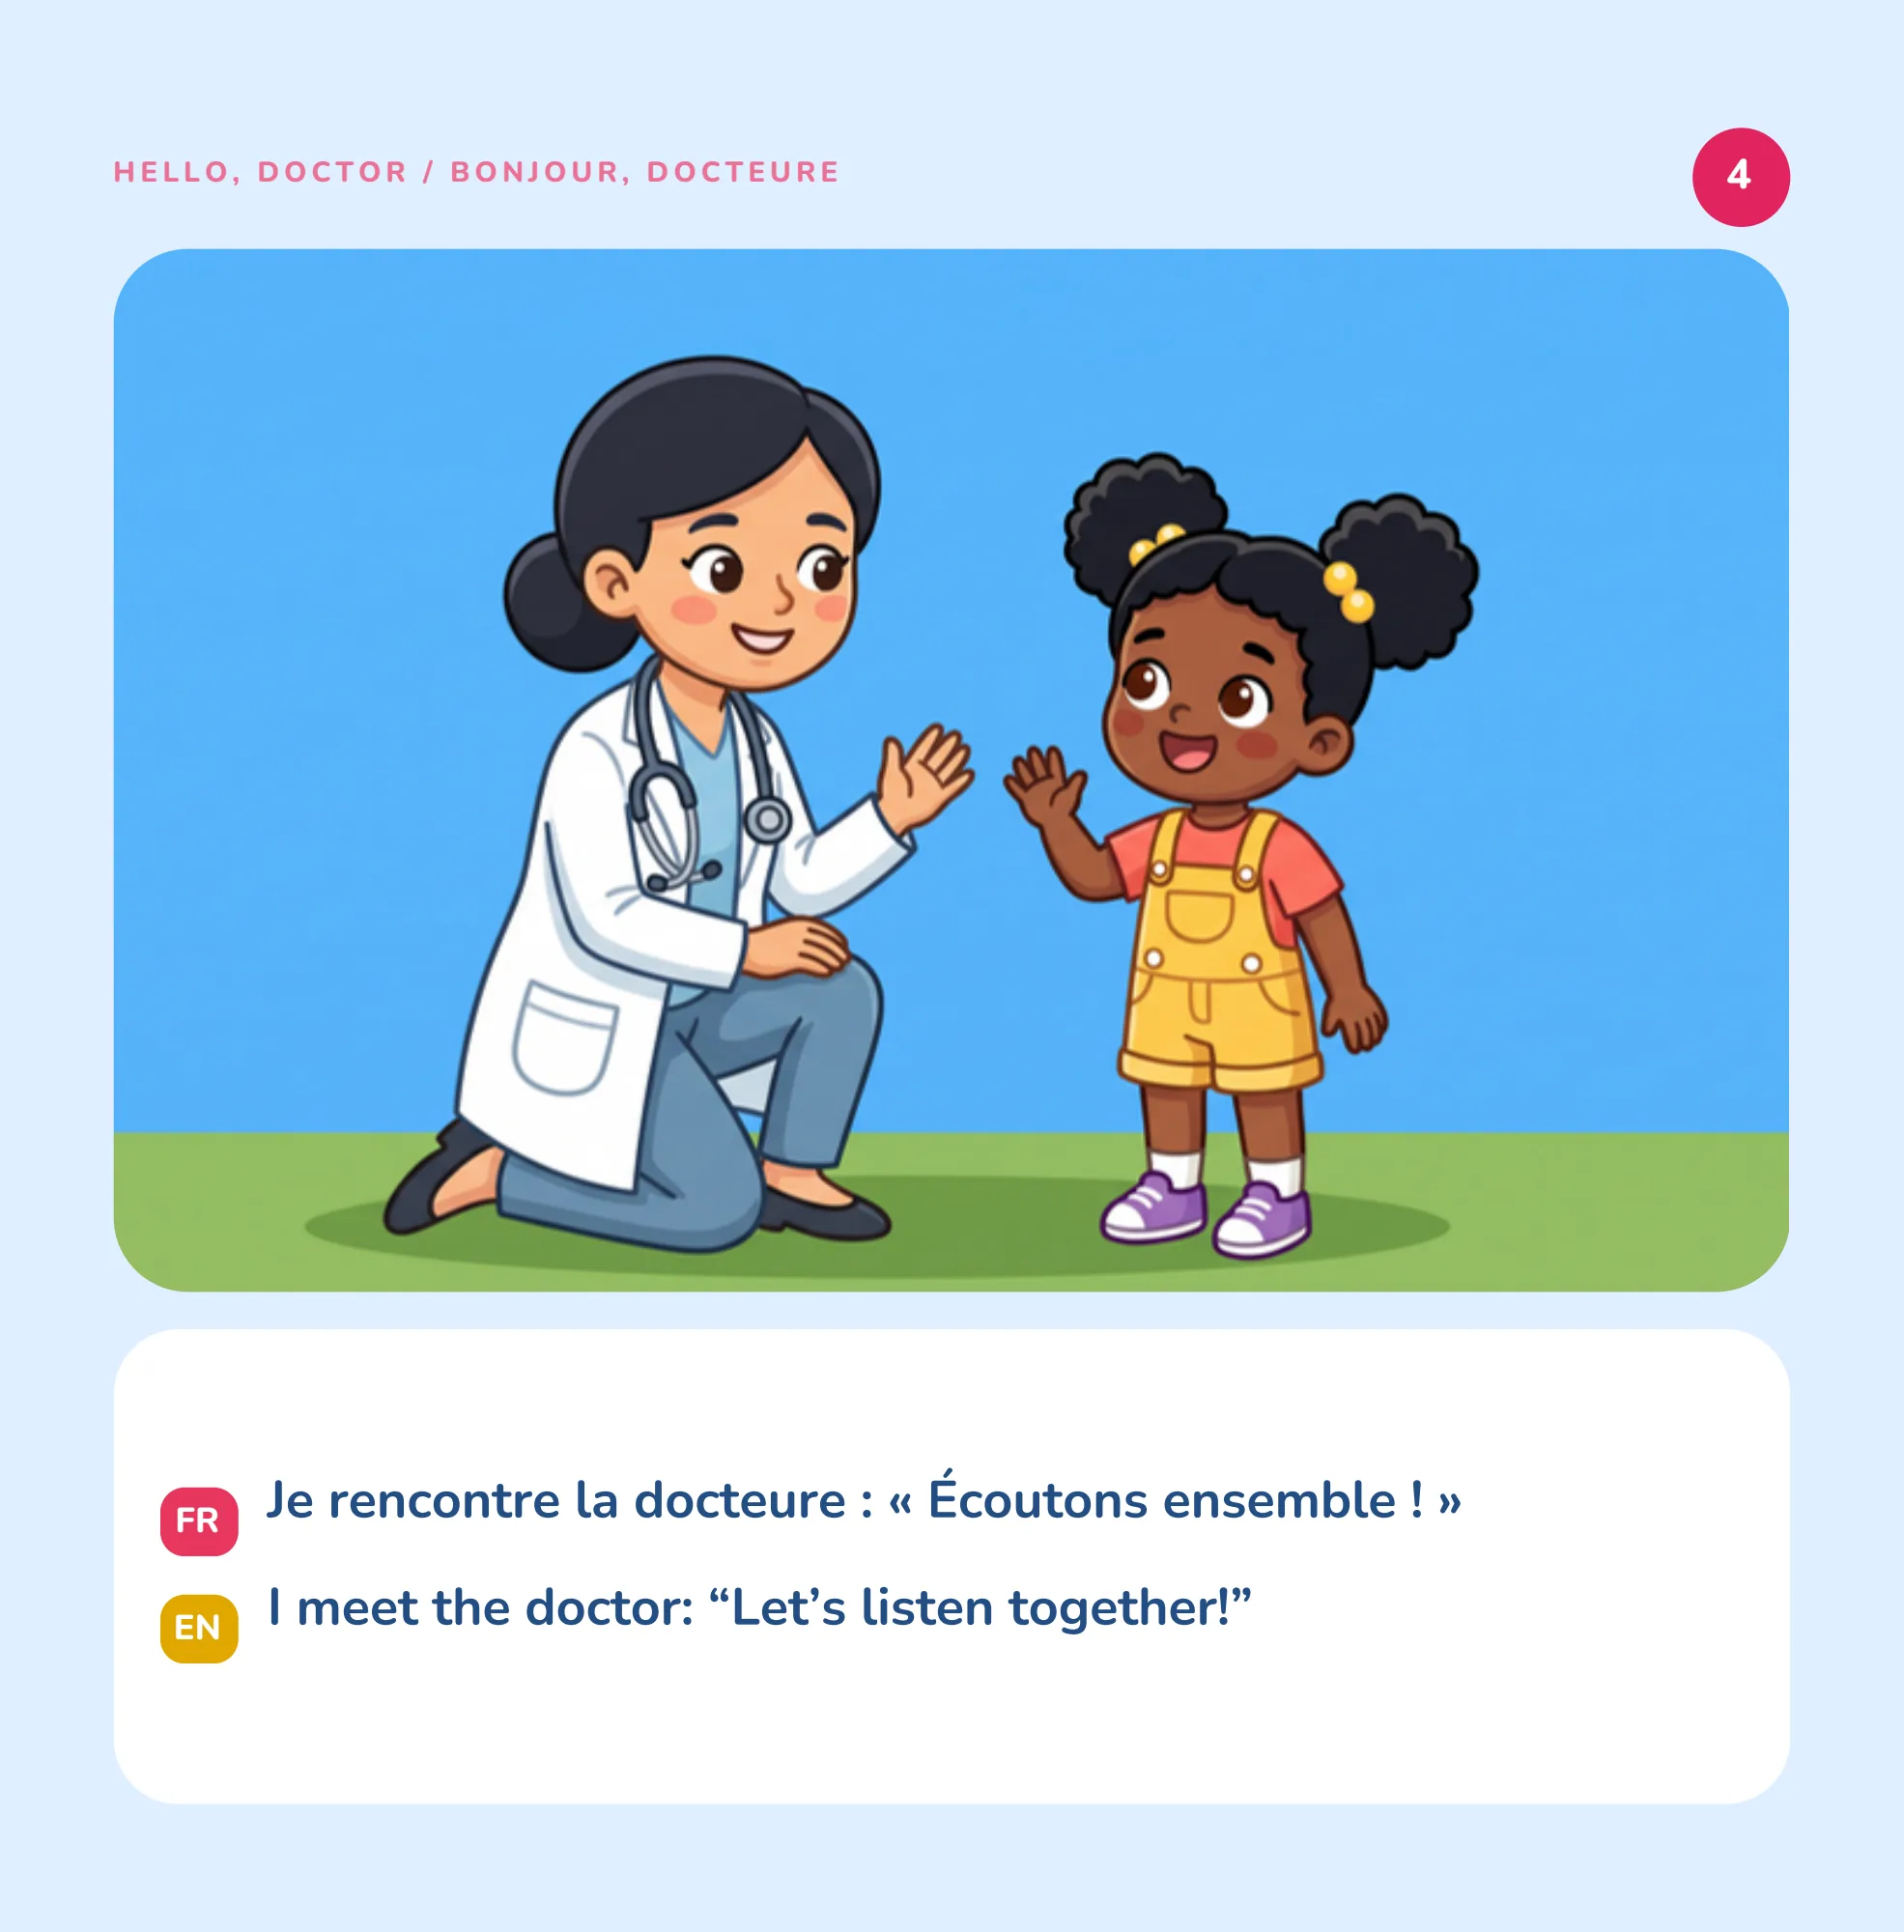 HELLO, DOCTOR / BONJOUR, DOCTEURE
4
FR Je rencontre la docteure : « Écoutons ensemble ! »
EN I meet the doctor: “Let’s listen together!”